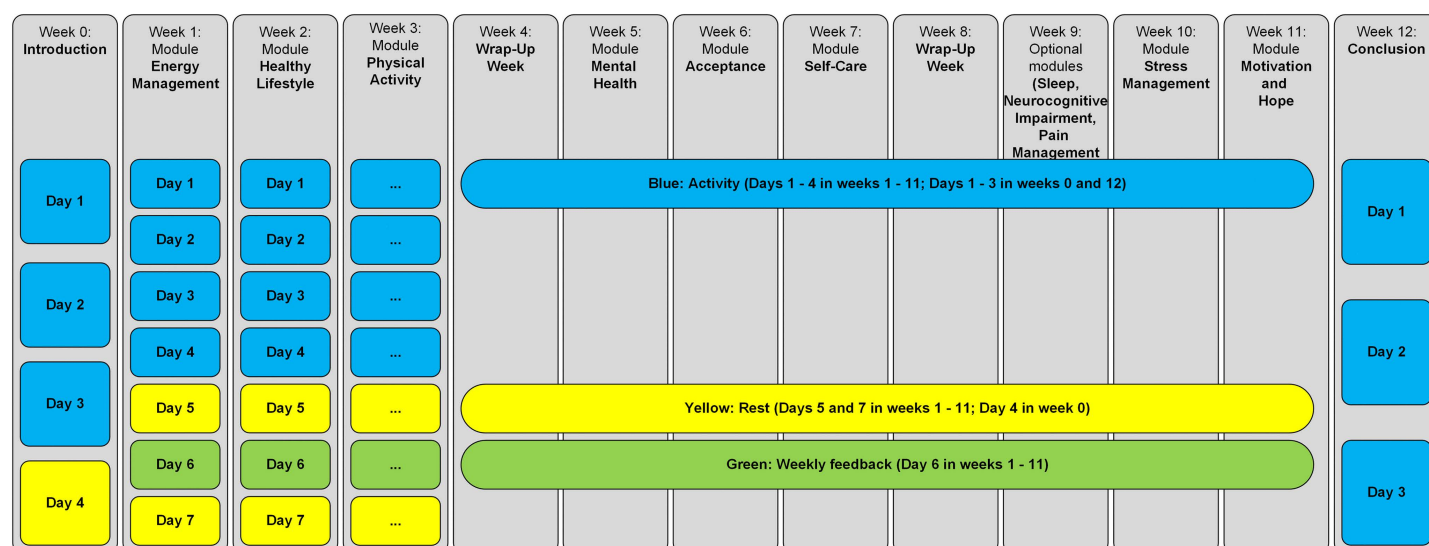 Week 0:
Introduction
Week 1:
Module
Energy
Management
Week 2:
Module
Healthy
Lifestyle
Week 3:
Module
Physical
Activity
Week 4:
Wrap-Up
Week
Week 5:
Module
Mental
Health
Week 6:
Module
Acceptance
Week 7:
Module
Self-Care
Week 8:
Wrap-Up
Week
Week 9:
Optional
modules
(Sleep,
Neurocognitive
Impairment,
Pain
Management
Week 10:
Module
Stress
Management
Week 11:
Module
Motivation
and
Hope
Week 12:
Conclusion
Day 1
Day 2
Day 3
Day 4
Day 1
Day 2
Day 3
Day 4
Day 5
Day 6
Day 7
Day 1
Day 2
Day 3
Day 4
Day 5
Day 6
Day 7
...
...
...
...
...
...
...
Blue: Activity (Days 1 - 4 in weeks 1 - 11; Days 1 - 3 in weeks 0 and 12)
Yellow: Rest (Days 5 and 7 in weeks 1 - 11; Day 4 in week 0)
Green: Weekly feedback (Day 6 in weeks 1 - 11)
Day 1
Day 2
Day 3